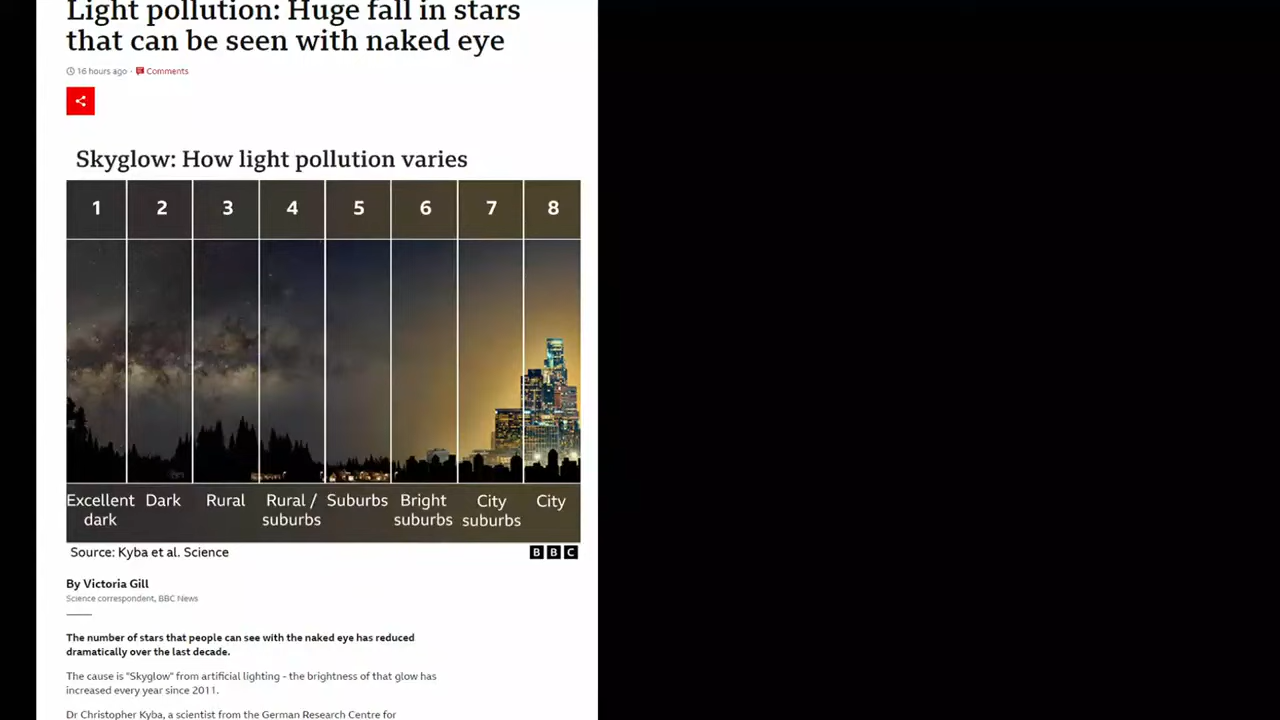 Light pollution: Huge fall in stars
that can be seen with naked eye
16 hours ago · Comments
Skyglow: How light pollution varies
1 2 3 4 5 6 7 8
Excellent dark
Dark
Rural
Rural / suburbs
Suburbs
Bright suburbs
City suburbs
City
Source: Kyba et al. Science
BBC
By Victoria Gill
Science correspondent, BBC News
The number of stars that people can see with the naked eye has reduced
dramatically over the last decade.
The cause is "Skyglow" from artificial lighting - the brightness of that glow has
increased every year since 2011.
Dr Christopher Kyba, a scientist from the German Research Centre for